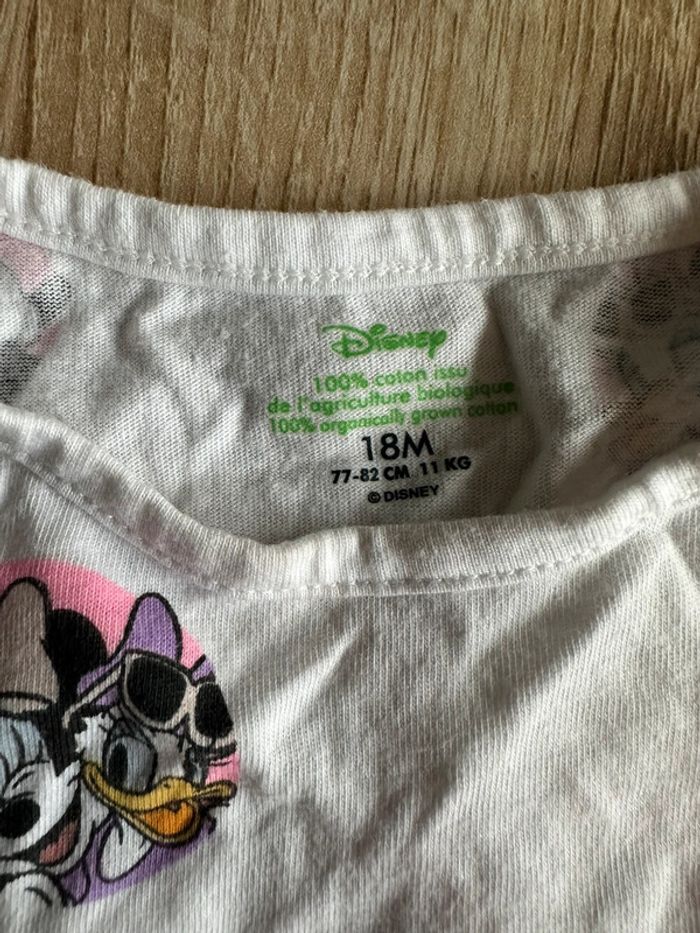 Disney
100% coton issu
de l'agriculture biologique
100% organically grown cotton
18M
77-82 CM 11 KG
© DISNEY